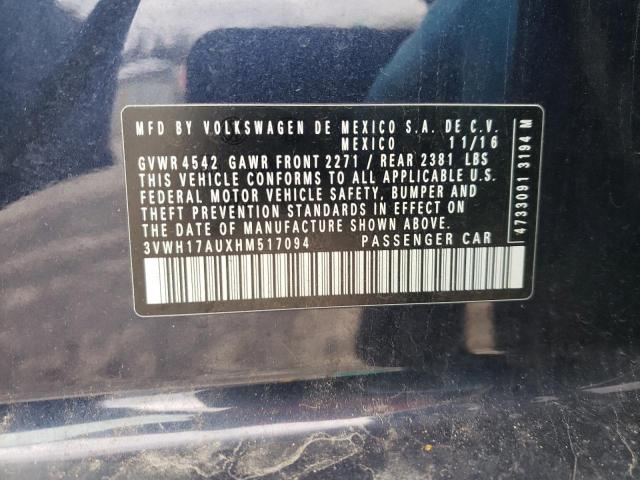 MFD BY VOLKSWAGEN DE MEXICO S.A. DE C.V.
MEXICO 11/16
GVWR 4542 GAWR FRONT 2271 / REAR 2381 LBS
THIS VEHICLE CONFORMS TO ALL APPLICABLE U.S.
FEDERAL MOTOR VEHICLE SAFETY, BUMPER AND
THEFT PREVENTION STANDARDS IN EFFECT ON THE
DATE OF MANUFACTURE SHOWN ABOVE.
3VWH17AUXHM517094 PASSENGER CAR
4733091 3194 M